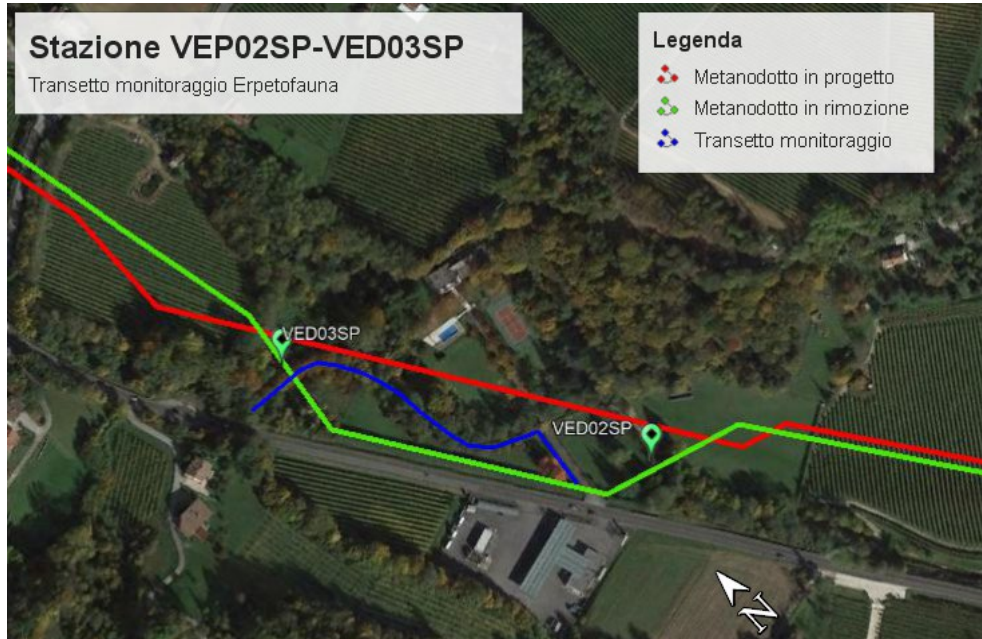 Stazione VEP02SP-VED03SP
Transetto monitoraggio Erpetofauna
Legenda
Metanodotto in progetto
Metanodotto in rimozione
Transetto monitoraggio
VED03SP
VED02SP
N